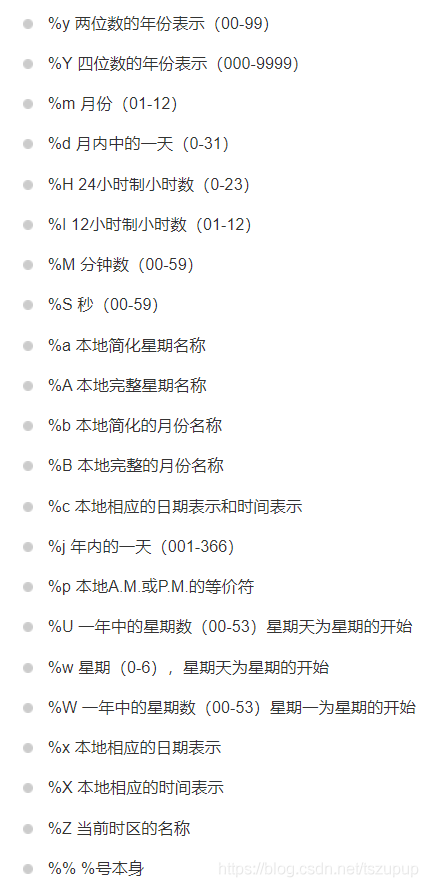 %y 两位数的年份表示（00-99）
%Y 四位数的年份表示（000-9999）
%m 月份（01-12）
%d 月内中的一天（0-31）
%H 24小时制小时数（0-23）
%I 12小时制小时数（01-12）
%M 分钟数（00-59）
%S 秒（00-59）
%a 本地简化星期名称
%A 本地完整星期名称
%b 本地简化的月份名称
%B 本地完整的月份名称
%c 本地相应的日期表示和时间表示
%j 年内的一天（001-366）
%p 本地A.M.或P.M.的等价符
%U 一年中的星期数（00-53）星期天为星期的开始
%w 星期（0-6），星期天为星期的开始
%W 一年中的星期数（00-53）星期一为星期的开始
%x 本地相应的日期表示
%X 本地相应的时间表示
%Z 当前时区的名称
%% %号本身
https://blog.csdn.net/tszupup